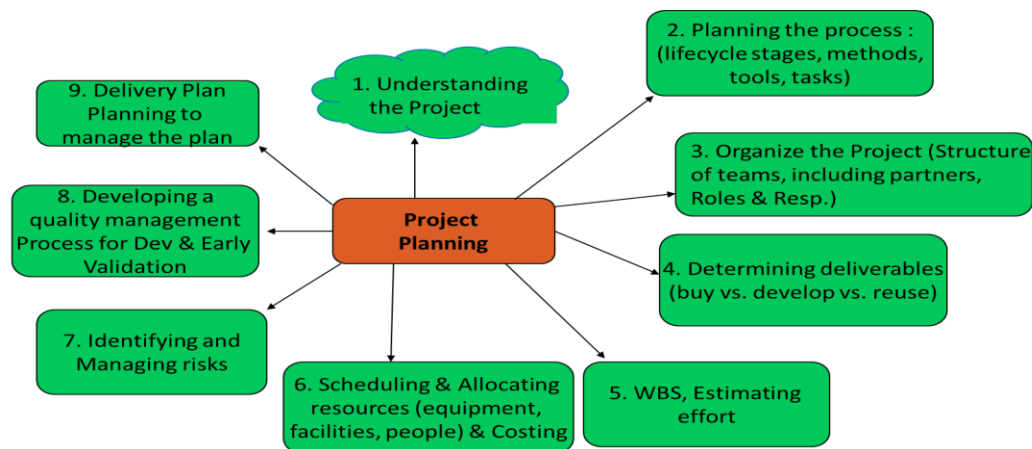 1. Understanding
the Project
2. Planning the process :
(lifecycle stages, methods,
tools, tasks)
3. Organize the Project (Structure
of teams, including partners,
Roles & Resp.)
4. Determining deliverables
(buy vs. develop vs. reuse)
5. WBS, Estimating
effort
6. Scheduling & Allocating
resources (equipment,
facilities, people) & Costing
7. Identifying and
Managing risks
8. Developing a
quality management
Process for Dev & Early
Validation
9. Delivery Plan
Planning to
manage the plan
Project
Planning